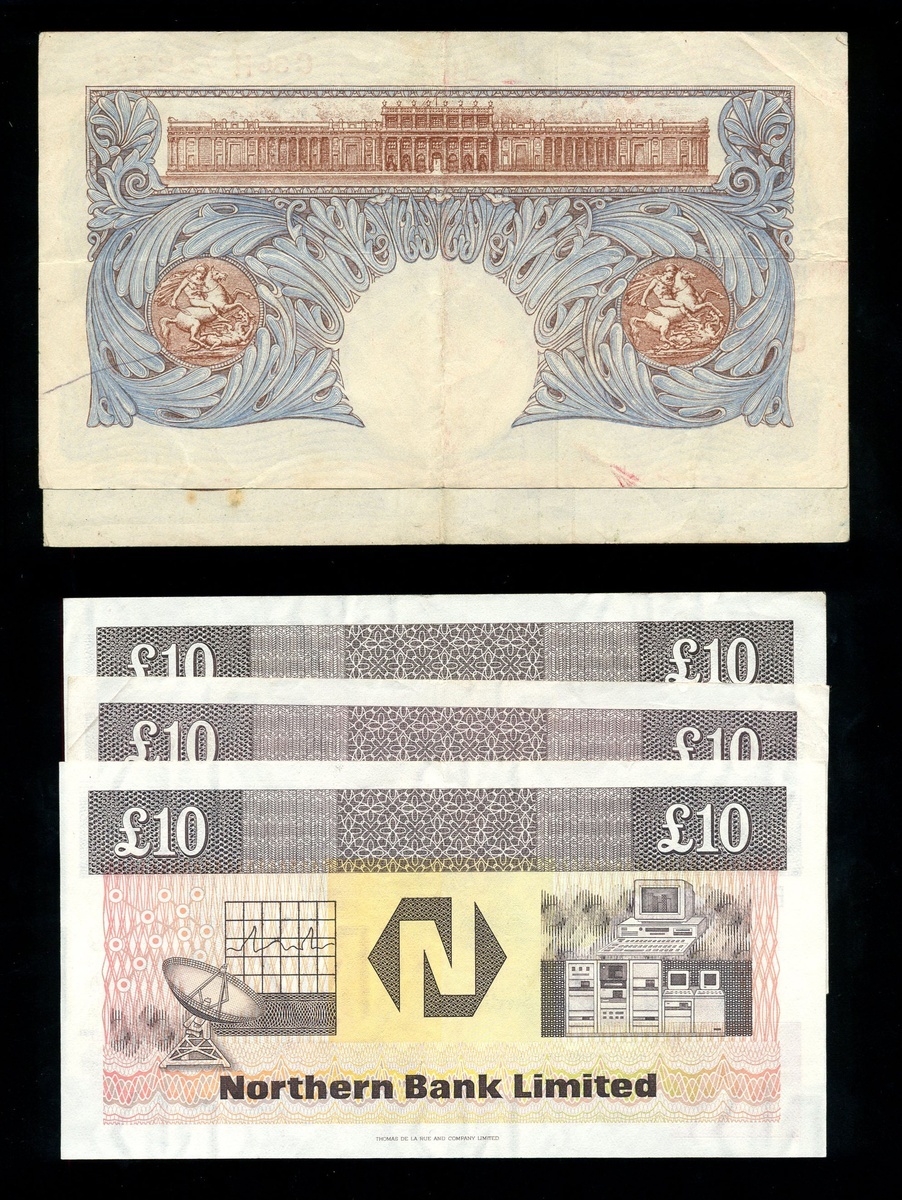 £10 £10
£10 £10
£10 £10
N
Northern Bank Limited
THOMAS DE LA RUE AND COMPANY LIMITED